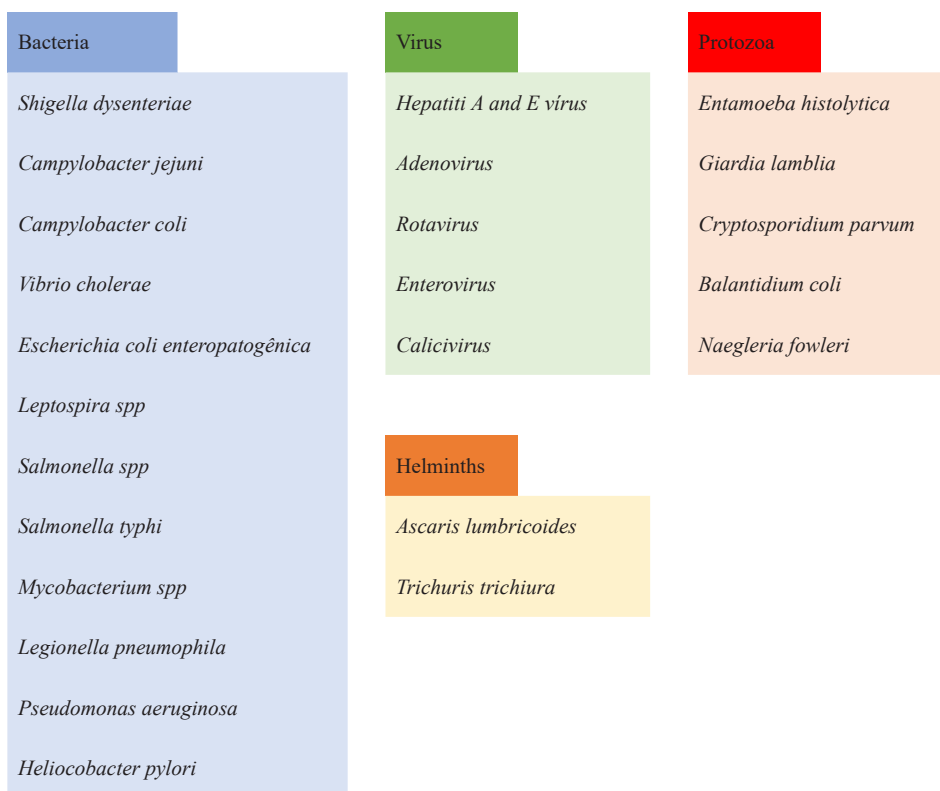 Bacteria
Shigella dysenteriae
Campylobacter jejuni
Campylobacter coli
Vibrio cholerae
Escherichia coli enteropatogênica
Leptospira spp
Salmonella spp
Salmonella typhi
Mycobacterium spp
Legionella pneumophila
Pseudomonas aeruginosa
Heliocobacter pylori
Virus
Hepatiti A and E vírus
Adenovirus
Rotavirus
Enterovirus
Calicivirus
Helminths
Ascaris lumbricoides
Trichuris trichiura
Protozoa
Entamoeba histolytica
Giardia lamblia
Cryptosporidium parvum
Balantidium coli
Naegleria fowleri